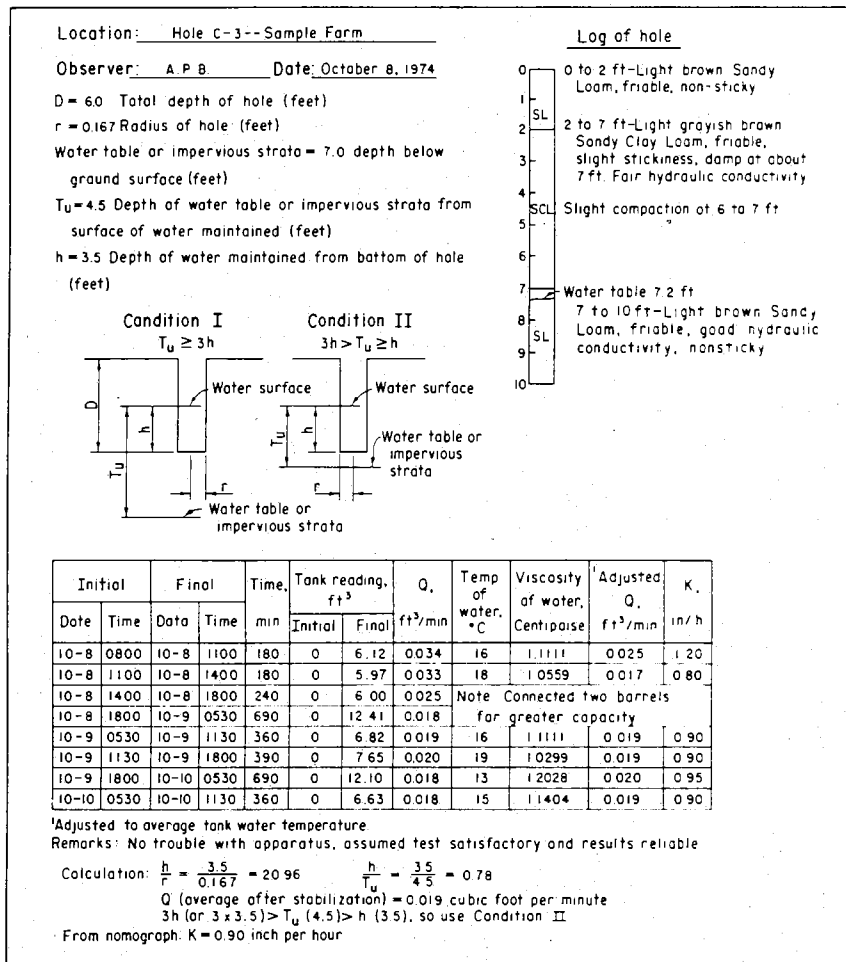 Location: Hole C-3--Sample Farm
Observer: A.P.B. Date: October 8, 1974
D = 6.0 Total depth of hole (feet)
r = 0.167 Radius of hole (feet)
Water table or impervious strata = 7.0 depth below
ground surface (feet)
Tu = 4.5 Depth of water table or impervious strata from
surface of water maintained (feet)
h = 3.5 Depth of water maintained from bottom of hole
(feet)
Log of hole
0
1
2
3
4
5
6
7
8
9
10
SL
SCL
SL
0 to 2 ft-Light brown Sandy
Loam, friable, non-sticky
2 to 7 ft-Light grayish brown
Sandy Clay Loam, friable,
slight stickiness, damp at about
7 ft. Fair hydraulic conductivity
Slight compaction at 6 to 7 ft
Water table 7.2 ft
7 to 10 ft-Light brown Sandy
Loam, friable, good hydraulic
conductivity, nonsticky
Condition I
Tu ≥ 3h
Condition II
3h > Tu ≥ h
Water surface
D
h
Tu
r
Water table or
impervious strata
Water surface
Tu
h
r
Water table or
impervious
strata
Initial Final Time, min Tank reading, ft³ Q, ft³/min Temp of water, °C Viscosity of water, Centipoise ¹Adjusted Q, ft³/min K, in/h
Date Time Data Time Initial Final
10-8 0800 10-8 1100 180 0 6.12 0.034 16 1.1111 0.025 1.20
10-8 1100 10-8 1400 180 0 5.97 0.033 18 1.0559 0.017 0.80
10-8 1400 10-8 1800 240 0 6.00 0.025 Note Connected two barrels
10-8 1800 10-9 0530 690 0 12.41 0.018 for greater capacity
10-9 0530 10-9 1130 360 0 6.82 0.019 16 1.1111 0.019 0.90
10-9 1130 10-9 1800 390 0 7.65 0.020 19 1.0299 0.019 0.90
10-9 1800 10-10 0530 690 0 12.10 0.018 13 1.2028 0.020 0.95
10-10 0530 10-10 1130 360 0 6.63 0.018 15 1.1404 0.019 0.90
¹Adjusted to average tank water temperature
Remarks: No trouble with apparatus, assumed test satisfactory and results reliable
Calculation: h/r = 3.5/0.167 = 20.96 h/Tu = 3.5/4.5 = 0.78
Q (average after stabilization) = 0.019 cubic foot per minute
3h (or 3 x 3.5) > Tu (4.5) > h (3.5), so use Condition II
From nomograph: K = 0.90 inch per hour